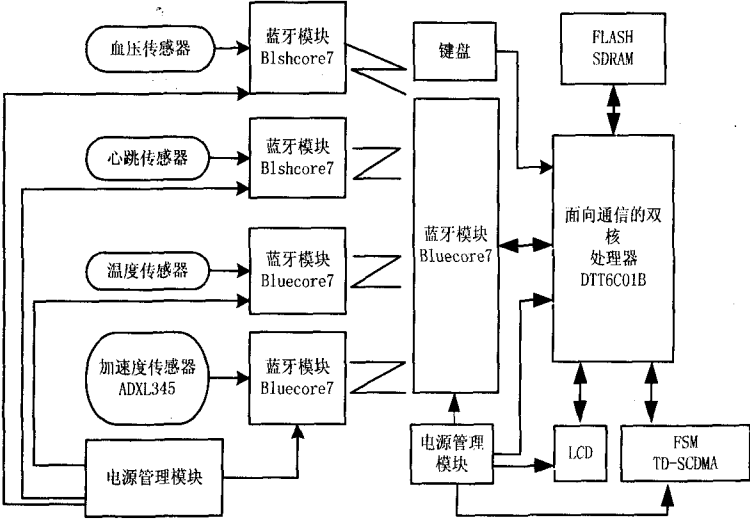 血压传感器
蓝牙模块
Blshcore7
键盘
FLASH
SDRAM
心跳传感器
蓝牙模块
Blshcore7
蓝牙模块
Bluecore7
面向通信的双
核
处理器
DTT6C01B
温度传感器
蓝牙模块
Bluecore7
加速度传感器
ADXL345
蓝牙模块
Bluecore7
电源管理模块
电源管理
模块
LCD
FSM
TD-SCDMA